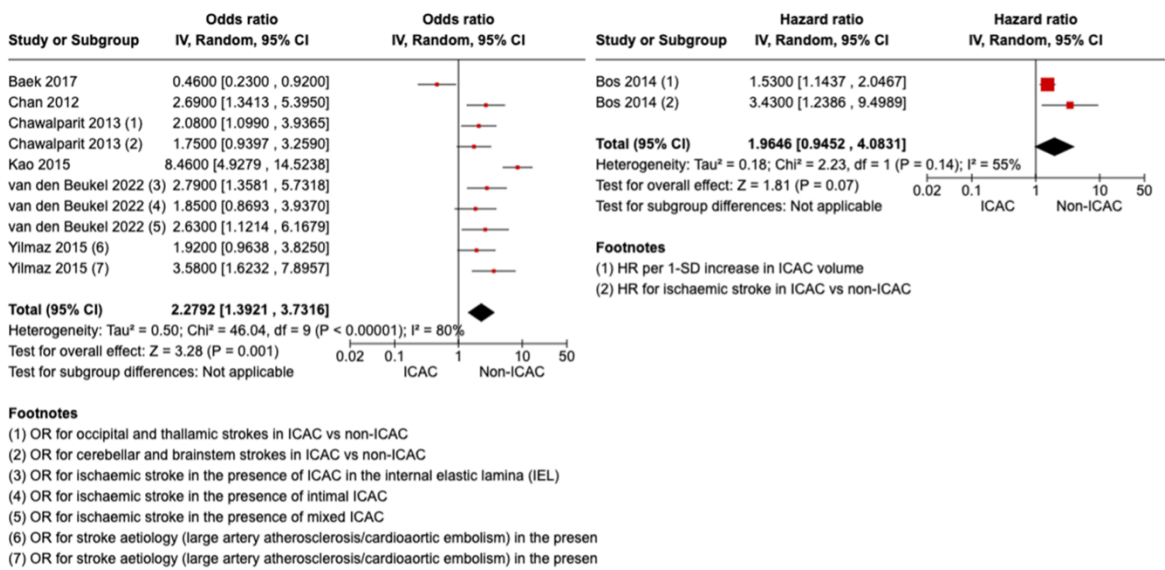 Odds ratio Odds ratio
Study or Subgroup IV, Random, 95% CI IV, Random, 95% CI
Baek 2017 0.4600 [0.2300 , 0.9200]
Chan 2012 2.6900 [1.3413 , 5.3950]
Chawalparit 2013 (1) 2.0800 [1.0990 , 3.9365]
Chawalparit 2013 (2) 1.7500 [0.9397 , 3.2590]
Kao 2015 8.4600 [4.9279 , 14.5238]
van den Beukel 2022 (3) 2.7900 [1.3581 , 5.7318]
van den Beukel 2022 (4) 1.8500 [0.8693 , 3.9370]
van den Beukel 2022 (5) 2.6300 [1.1214 , 6.1679]
Yilmaz 2015 (6) 1.9200 [0.9638 , 3.8250]
Yilmaz 2015 (7) 3.5800 [1.6232 , 7.8957]
Total (95% CI) 2.2792 [1.3921 , 3.7316]
Heterogeneity: Tau² = 0.50; Chi² = 46.04, df = 9 (P < 0.00001); I² = 80%
Test for overall effect: Z = 3.28 (P = 0.001)
Test for subgroup differences: Not applicable
0.02 0.1 1 10 50
ICAC Non-ICAC
Footnotes
(1) OR for occipital and thallamic strokes in ICAC vs non-ICAC
(2) OR for cerebellar and brainstem strokes in ICAC vs non-ICAC
(3) OR for ischaemic stroke in the presence of ICAC in the internal elastic lamina (IEL)
(4) OR for ischaemic stroke in the presence of intimal ICAC
(5) OR for ischaemic stroke in the presence of mixed ICAC
(6) OR for stroke aetiology (large artery atherosclerosis/cardioaortic embolism) in the presen
(7) OR for stroke aetiology (large artery atherosclerosis/cardioaortic embolism) in the presen
Hazard ratio Hazard ratio
Study or Subgroup IV, Random, 95% CI IV, Random, 95% CI
Bos 2014 (1) 1.5300 [1.1437 , 2.0467]
Bos 2014 (2) 3.4300 [1.2386 , 9.4989]
Total (95% CI) 1.9646 [0.9452 , 4.0831]
Heterogeneity: Tau² = 0.18; Chi² = 2.23, df = 1 (P = 0.14); I² = 55%
Test for overall effect: Z = 1.81 (P = 0.07)
Test for subgroup differences: Not applicable
0.02 0.1 1 10 50
ICAC Non-ICAC
Footnotes
(1) HR per 1-SD increase in ICAC volume
(2) HR for ischaemic stroke in ICAC vs non-ICAC